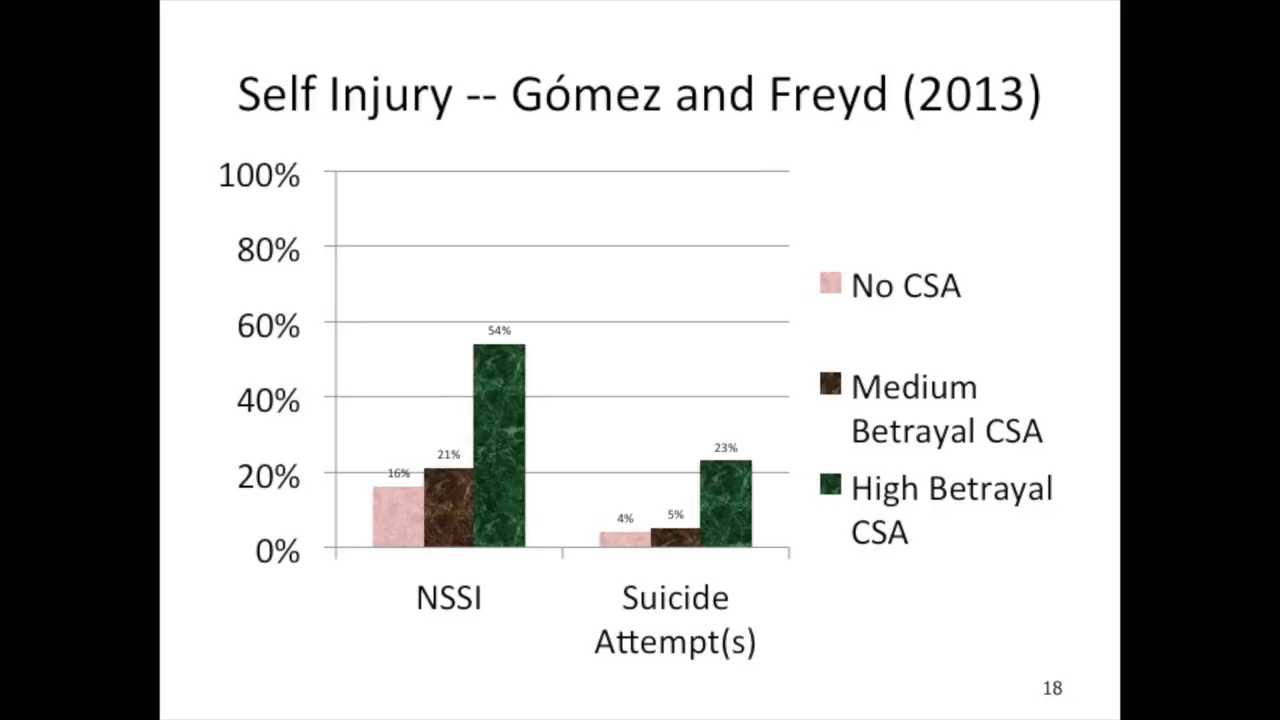 Self Injury -- Gómez and Freyd (2013)
100%
80%
60%
40%
20%
0%
54%
21%
16%
23%
5%
4%
NSSI
Suicide
Attempt(s)
No CSA
Medium
Betrayal CSA
High Betrayal
CSA
18